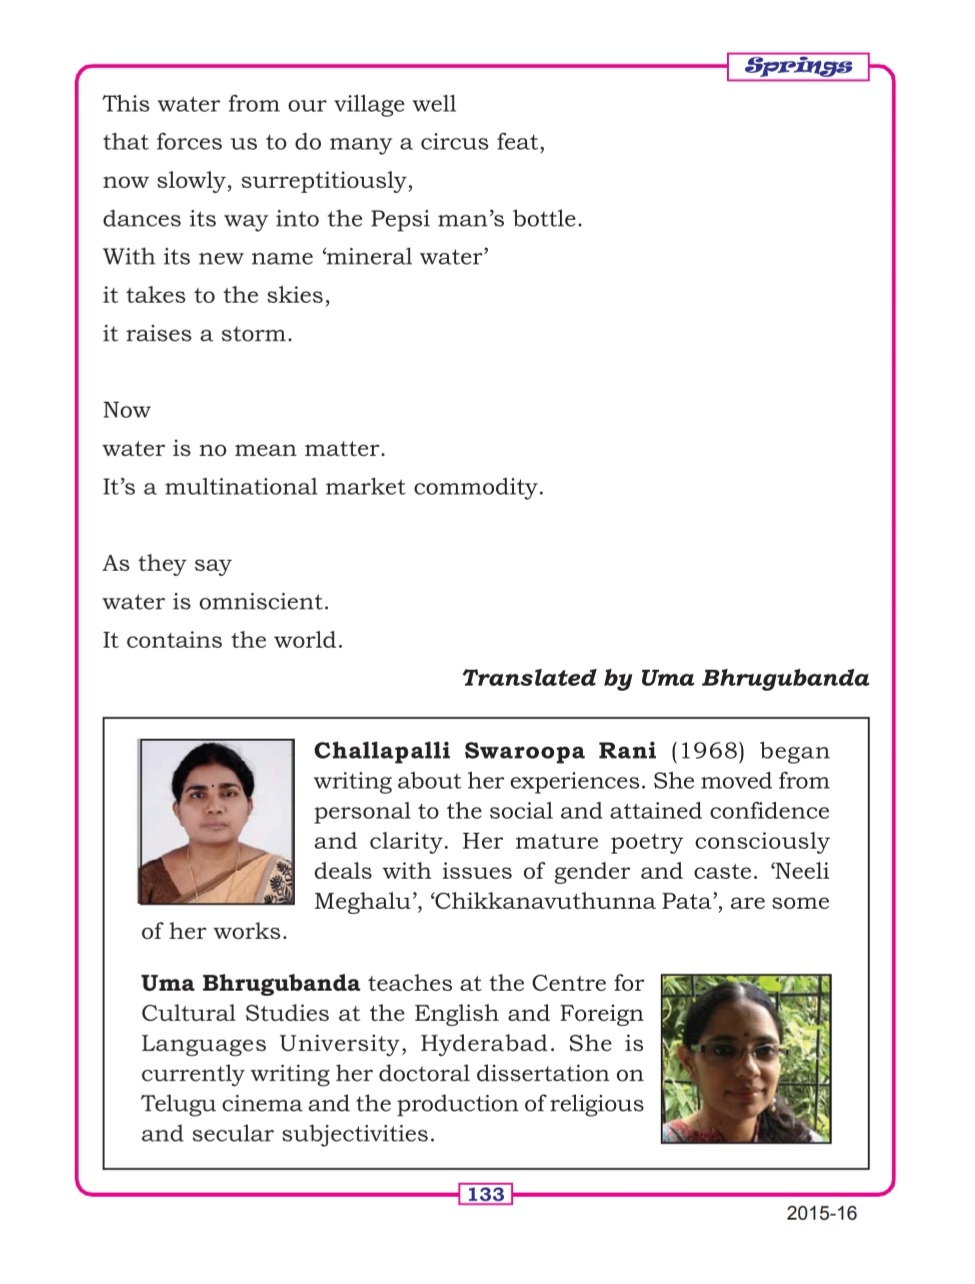 Springs
This water from our village well
that forces us to do many a circus feat,
now slowly, surreptitiously,
dances its way into the Pepsi man’s bottle.
With its new name ‘mineral water’
it takes to the skies,
it raises a storm.
Now
water is no mean matter.
It’s a multinational market commodity.
As they say
water is omniscient.
It contains the world.
Translated by Uma Bhrugubanda
Challapalli Swaroopa Rani (1968) began
writing about her experiences. She moved from
personal to the social and attained confidence
and clarity. Her mature poetry consciously
deals with issues of gender and caste. ‘Neeli
Meghalu’, ‘Chikkanavuthunna Pata’, are some
of her works.
Uma Bhrugubanda teaches at the Centre for
Cultural Studies at the English and Foreign
Languages University, Hyderabad. She is
currently writing her doctoral dissertation on
Telugu cinema and the production of religious
and secular subjectivities.
133
2015-16